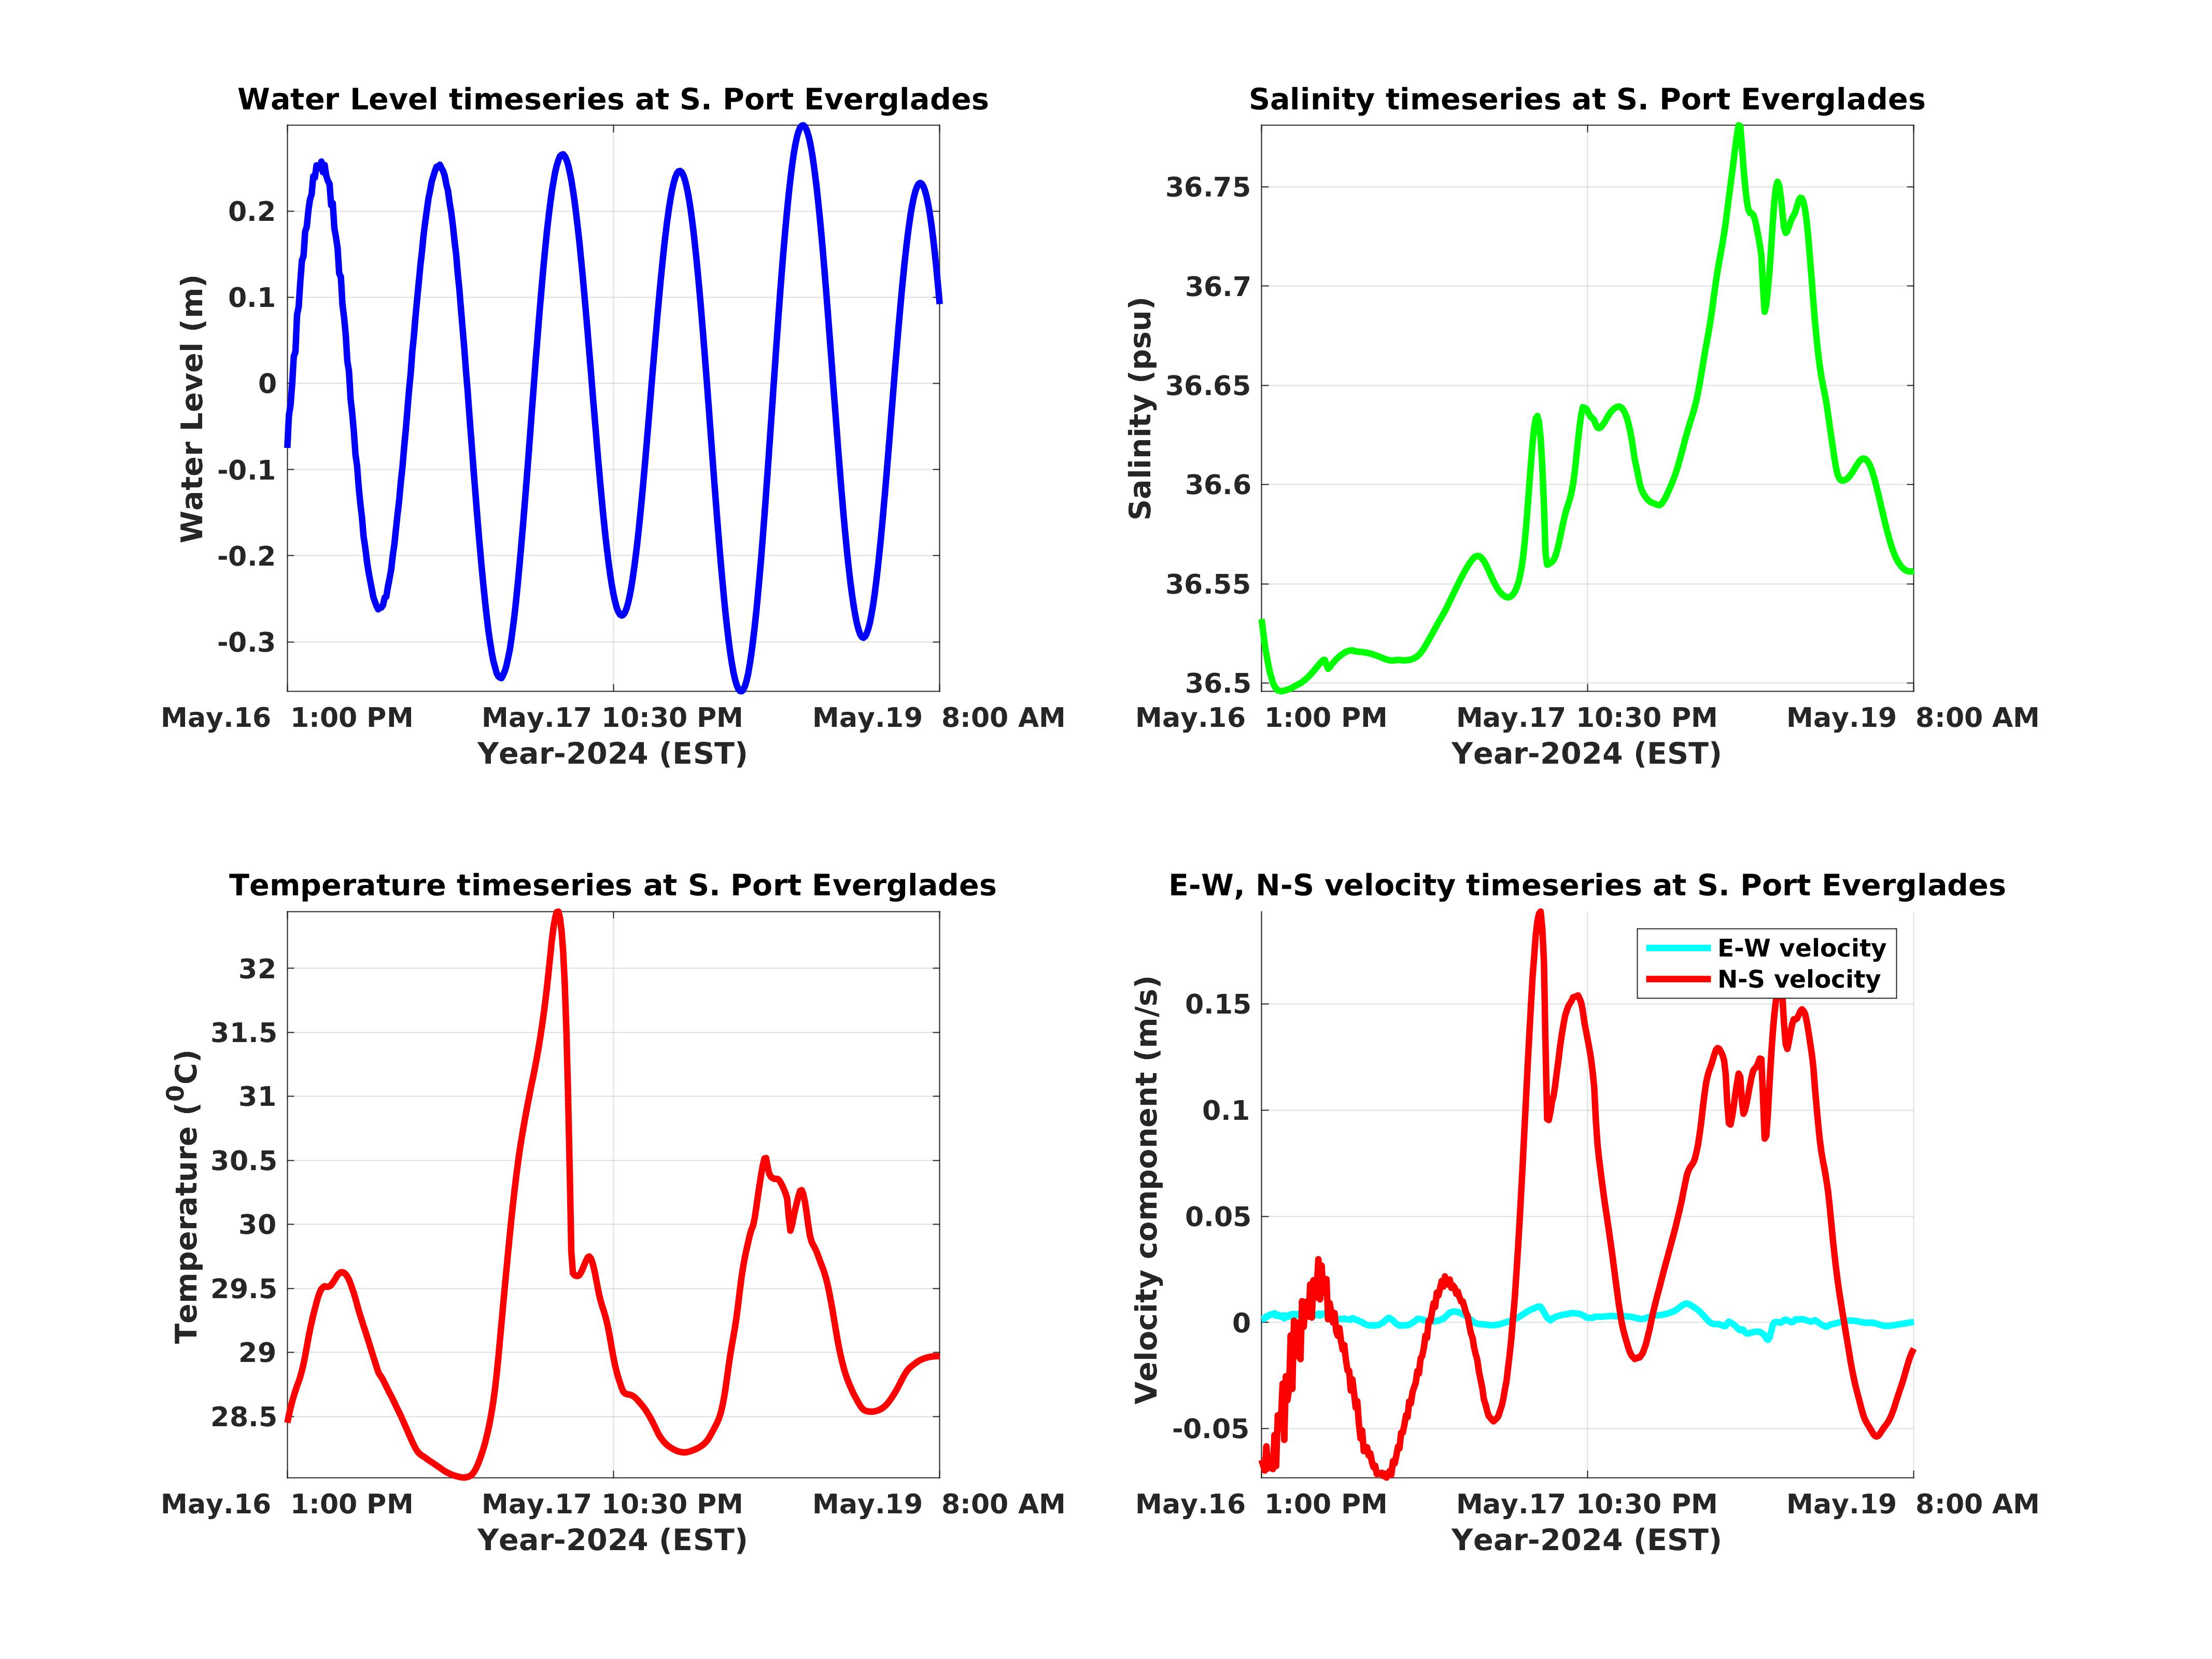 Water Level timeseries at S. Port Everglades
Water Level (m)
0.2
0.1
0
-0.1
-0.2
-0.3
May.16  1:00 PM
May.17 10:30 PM
May.19  8:00 AM
Year-2024 (EST)
Salinity timeseries at S. Port Everglades
Salinity (psu)
36.75
36.7
36.65
36.6
36.55
36.5
May.16  1:00 PM
May.17 10:30 PM
May.19  8:00 AM
Year-2024 (EST)
Temperature timeseries at S. Port Everglades
Temperature (⁰C)
32
31.5
31
30.5
30
29.5
29
28.5
May.16  1:00 PM
May.17 10:30 PM
May.19  8:00 AM
Year-2024 (EST)
E-W, N-S velocity timeseries at S. Port Everglades
E-W velocity
N-S velocity
Velocity component (m/s)
0.15
0.1
0.05
0
-0.05
May.16  1:00 PM
May.17 10:30 PM
May.19  8:00 AM
Year-2024 (EST)